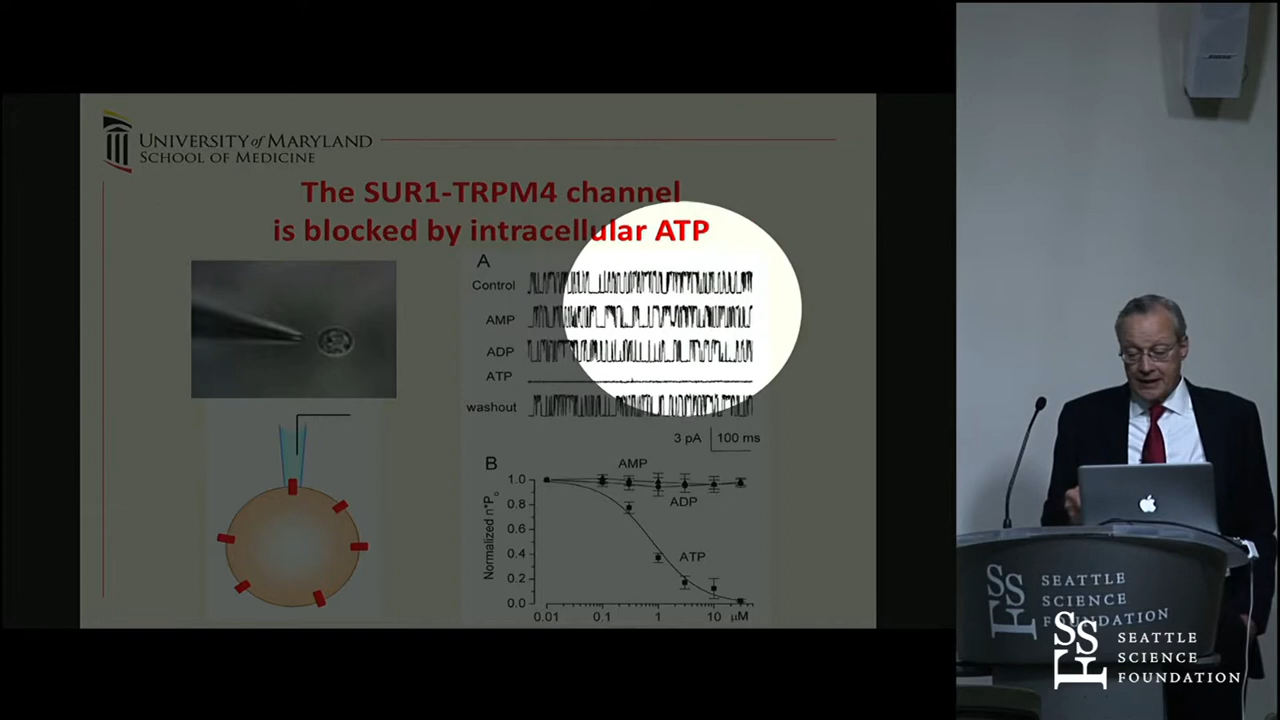 UNIVERSITY of MARYLAND
SCHOOL OF MEDICINE
The SUR1-TRPM4 channel
is blocked by intracellular ATP
A
Control
AMP
ADP
ATP
washout
3 pA 100 ms
B
AMP
ADP
ATP
Normalized n*Po
1.0
0.8
0.6
0.4
0.2
0.0
0.01 0.1 1 10 μM
SSF
SEATTLE
SCIENCE
FOUNDATION
SSF
SEATTLE
SCIENCE
FOUNDATION